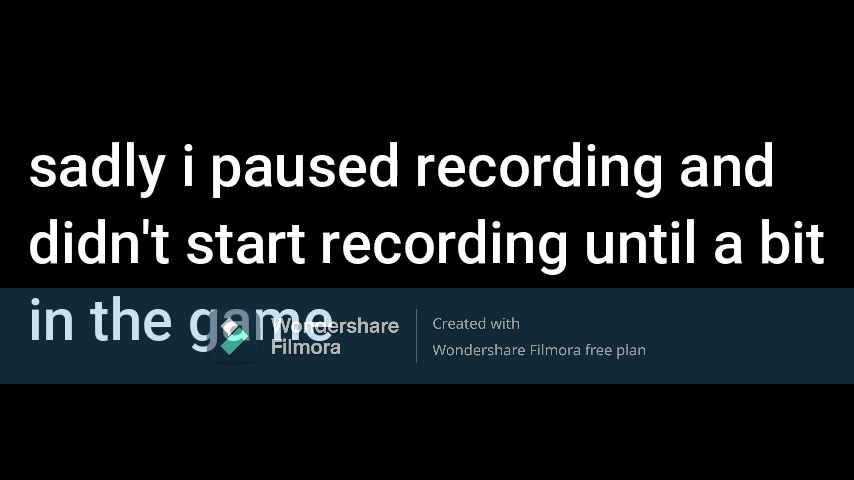 sadly i paused recording and
didn't start recording until a bit
in the game
Wondershare
Filmora
Created with
Wondershare Filmora free plan